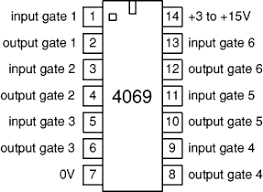 input gate 1 1 14 +3 to +15V
output gate 1 2 13 input gate 6
input gate 2 3 12 output gate 6
output gate 2 4 4069 11 input gate 5
input gate 3 5 10 output gate 5
output gate 3 6 9 input gate 4
0V 7 8 output gate 4